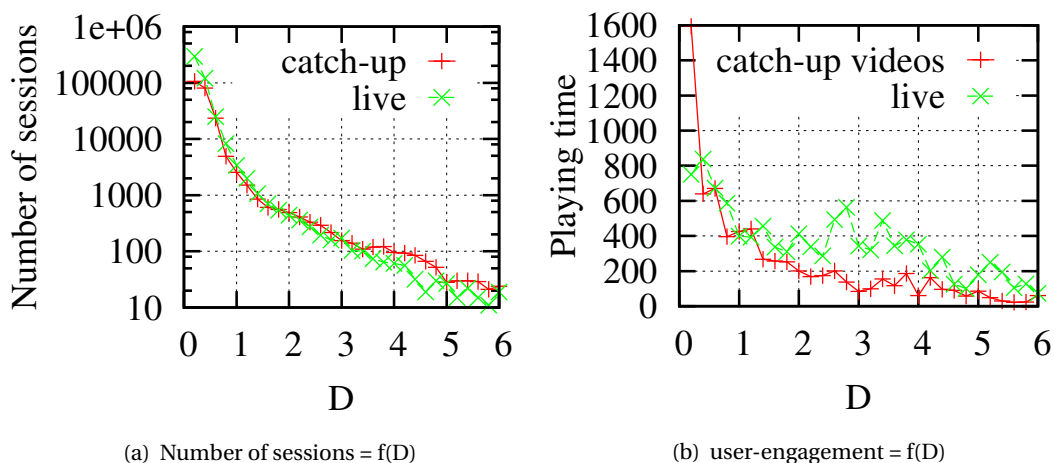 1e+06
100000
10000
1000
100
10
Number of sessions
catch-up
live
0 1 2 3 4 5 6
D
(a) Number of sessions = f(D)
1600
1400
1200
1000
800
600
400
200
0
Playing time
catch-up videos
live
0 1 2 3 4 5 6
D
(b) user-engagement = f(D)